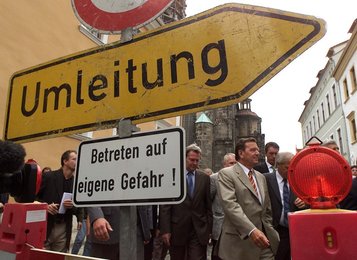 Umleitung
Betreten auf
eigene Gefahr !